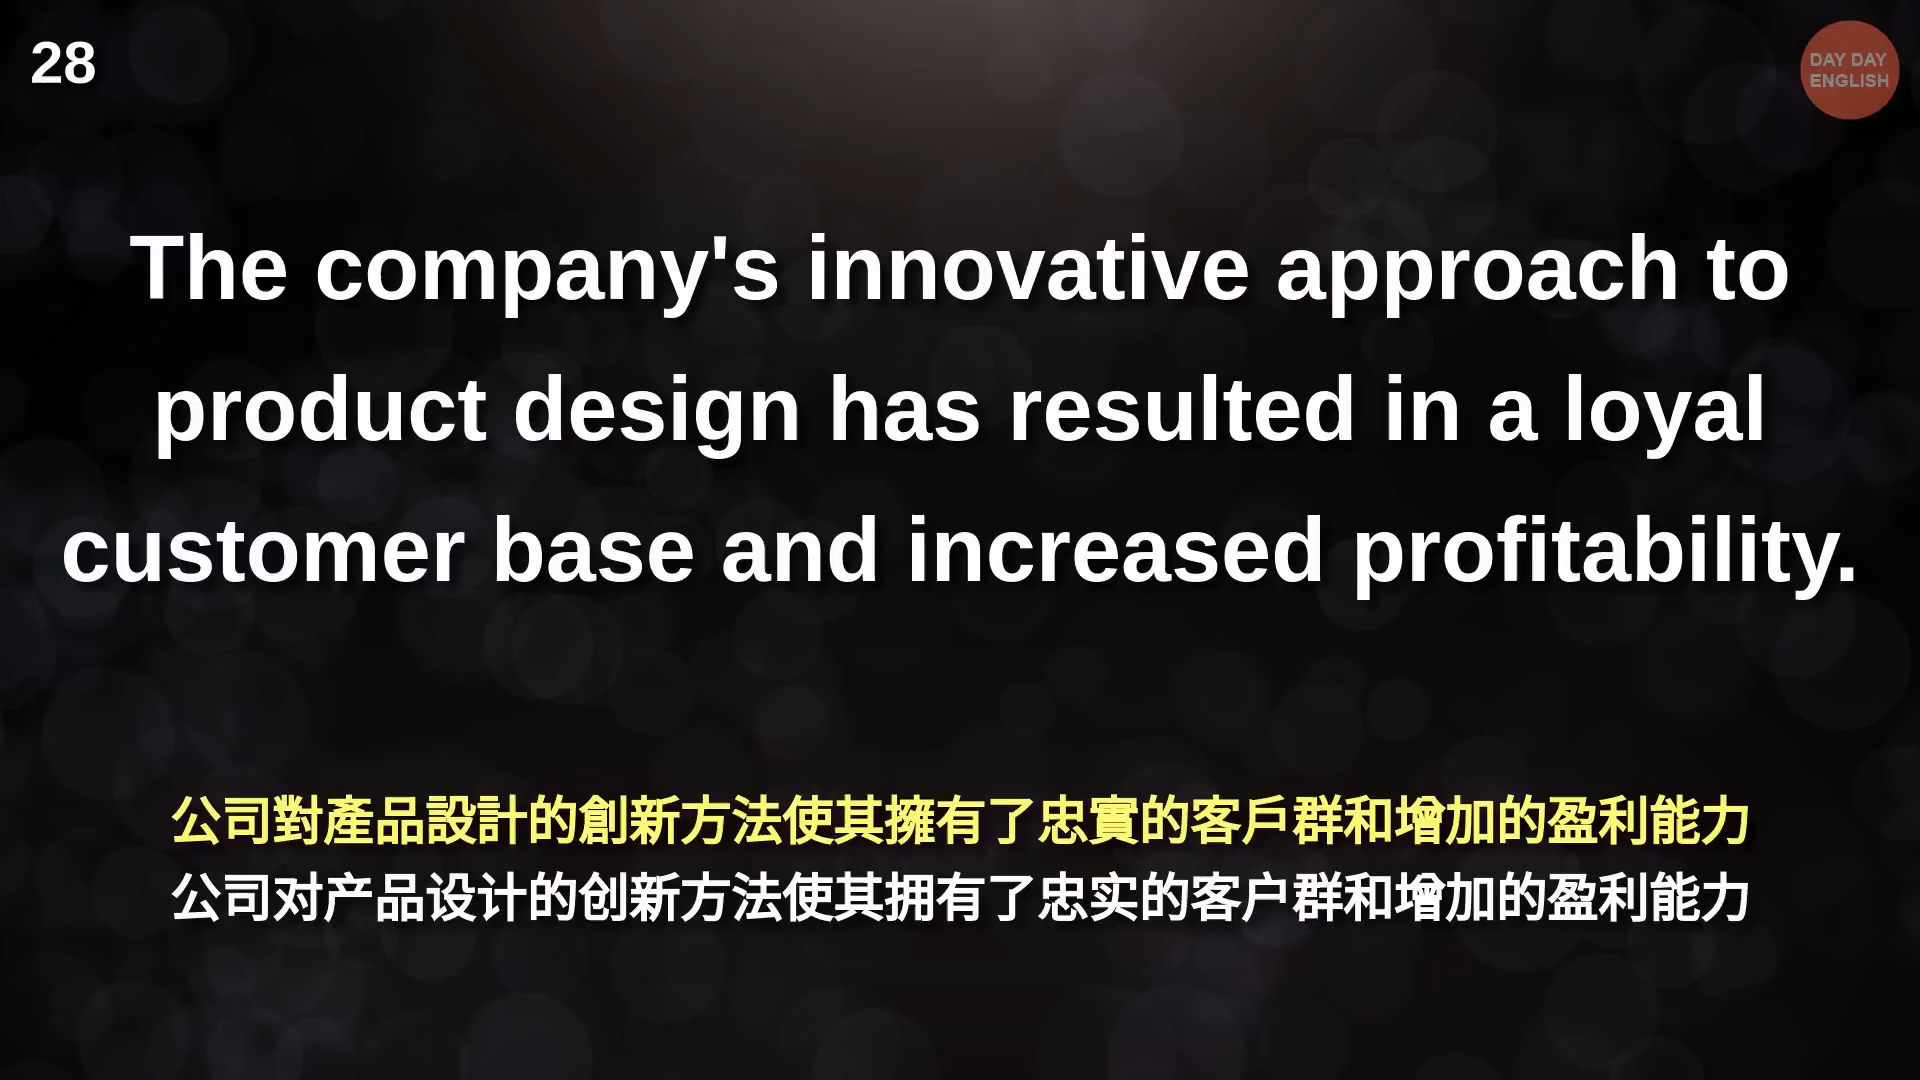 28
DAY DAY
ENGLISH
The company's innovative approach to
product design has resulted in a loyal
customer base and increased profitability.
公司對產品設計的創新方法使其擁有了忠實的客戶群和增加的盈利能力
公司对产品设计的创新方法使其拥有了忠实的客户群和增加的盈利能力